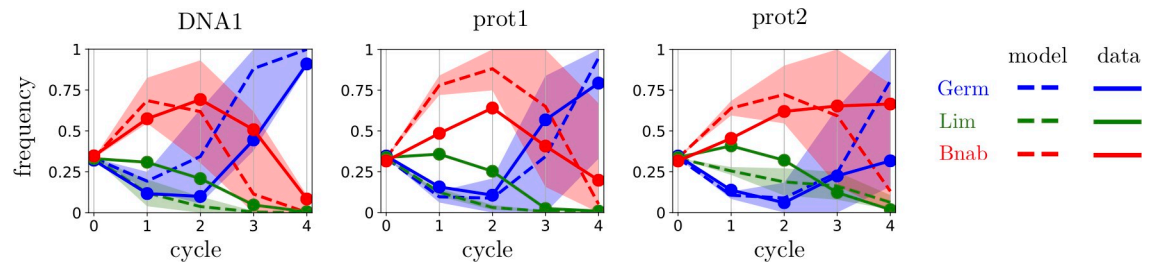 DNA1 prot1 prot2
model data
Germ
Lim
Bnab
frequency
1 0.75 0.5 0.25 0
0 1 2 3 4
cycle
1 0.75 0.5 0.25 0
0 1 2 3 4
cycle
1 0.75 0.5 0.25 0
0 1 2 3 4
cycle